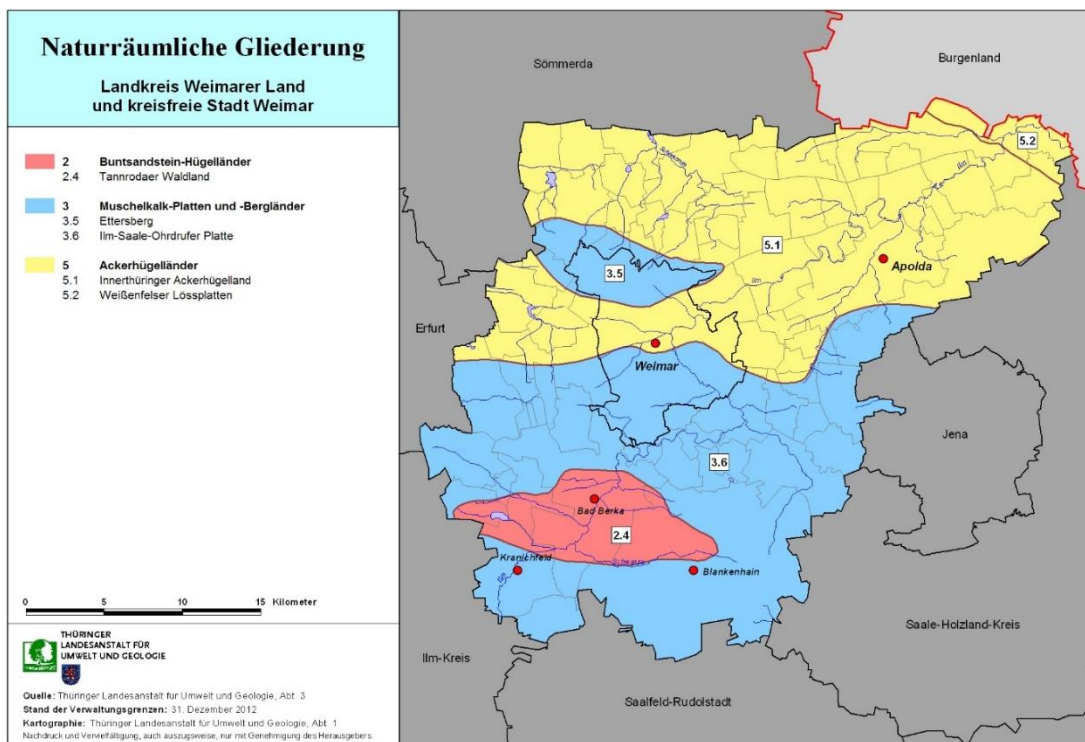 Naturräumliche Gliederung
Landkreis Weimarer Land
und kreisfreie Stadt Weimar
2 Buntsandstein-Hügelländer
2.4 Tannrodaer Waldland
3 Muschelkalk-Platten und -Bergländer
3.5 Ettersberg
3.6 Ilm-Saale-Ohrdrufer Platte
5 Ackerhügelländer
5.1 Innerthüringer Ackerhügelland
5.2 Weißenfelser Lössplatten
0 5 10 15 Kilometer
THÜRINGER
LANDESANSTALT FÜR
UMWELT UND GEOLOGIE
Quelle: Thüringer Landesanstalt für Umwelt und Geologie, Abt. 3
Stand der Verwaltungsgrenzen: 31. Dezember 2012
Kartographie: Thüringer Landesanstalt für Umwelt und Geologie, Abt. 1
Nachdruck und Vervielfältigung, auch auszugsweise, nur mit Genehmigung des Herausgebers.
Sömmerda
Burgenland
5.2
Ilm
5.1
3.5
Apolda
Ilm
Erfurt
Weimar
Jena
3.6
Bad Berka
2.4
Kranichfeld
Blankenhain
Ilm
Saale-Holzland-Kreis
Ilm-Kreis
Saalfeld-Rudolstadt